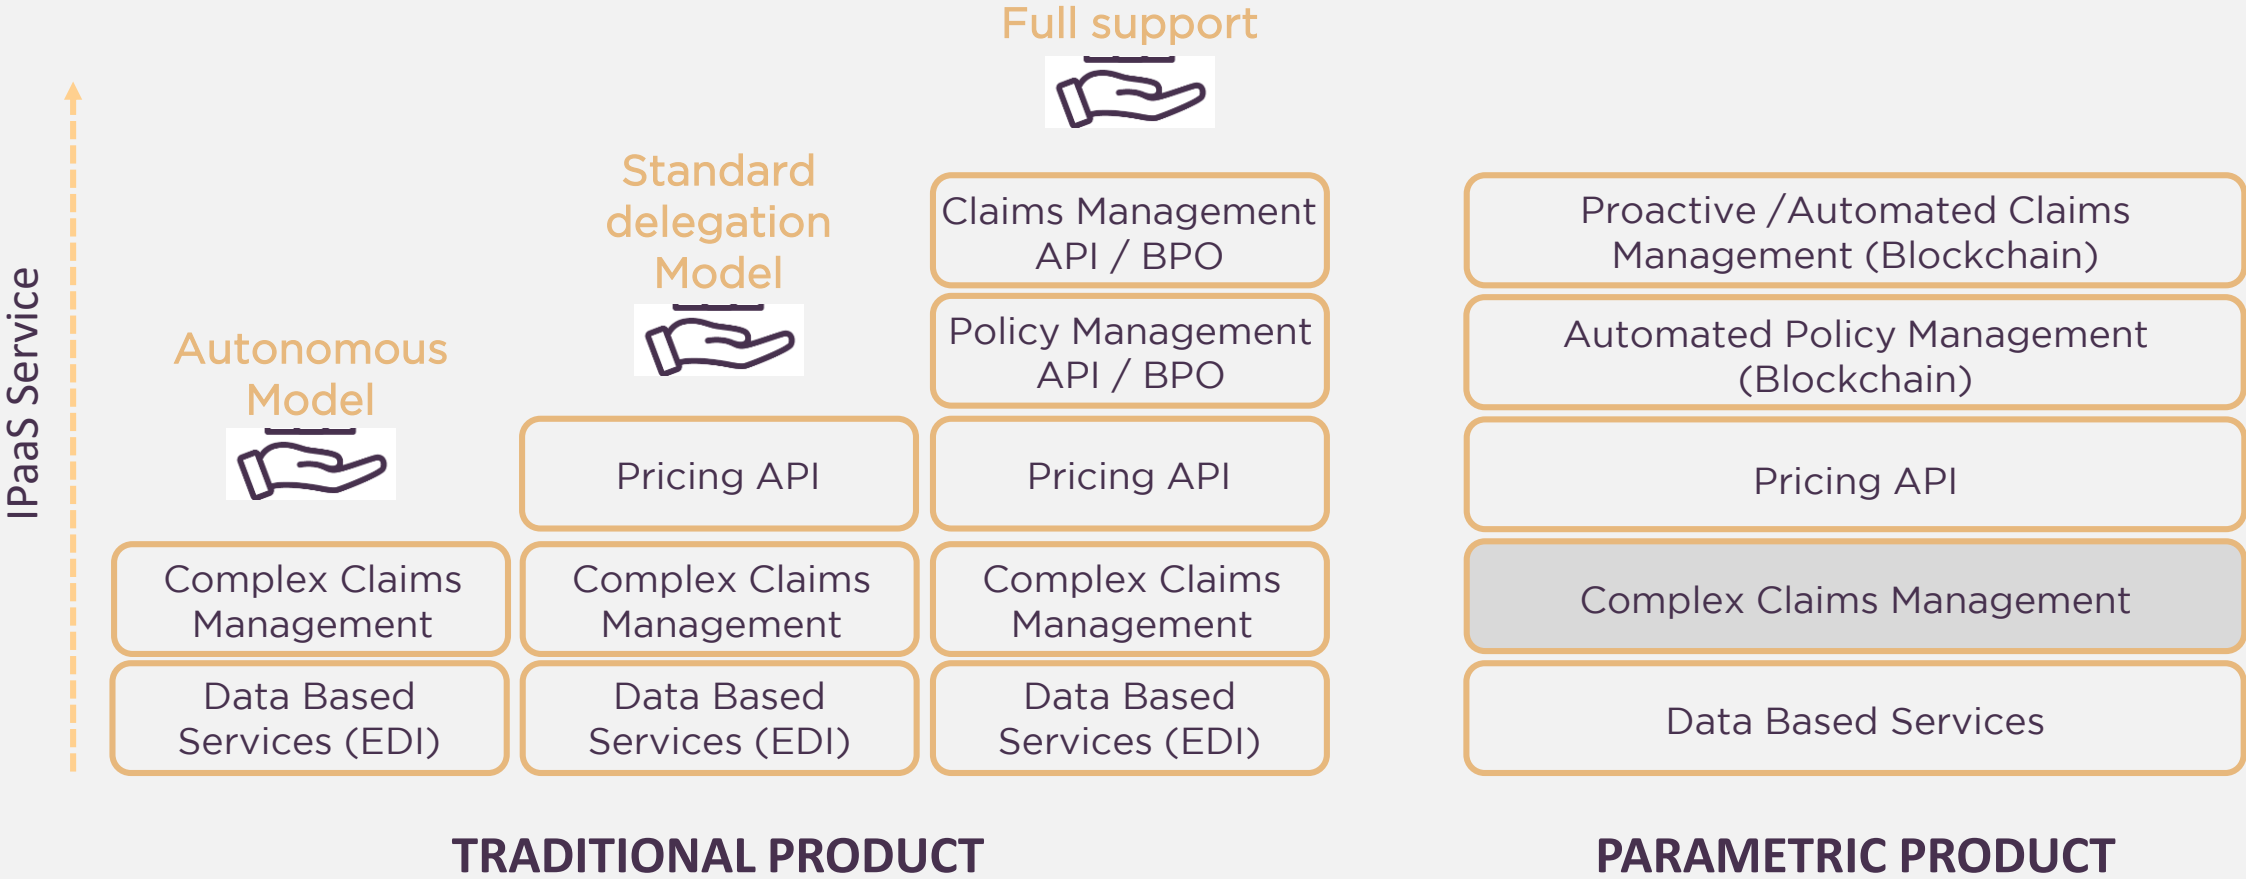 Full support
Standard
delegation
Model
Autonomous
Model
IPaaS Service
Claims Management
API / BPO
Policy Management
API / BPO
Pricing API
Pricing API
Complex Claims
Management
Complex Claims
Management
Complex Claims
Management
Data Based
Services (EDI)
Data Based
Services (EDI)
Data Based
Services (EDI)
TRADITIONAL PRODUCT
Proactive /Automated Claims
Management (Blockchain)
Automated Policy Management
(Blockchain)
Pricing API
Complex Claims Management
Data Based Services
PARAMETRIC PRODUCT